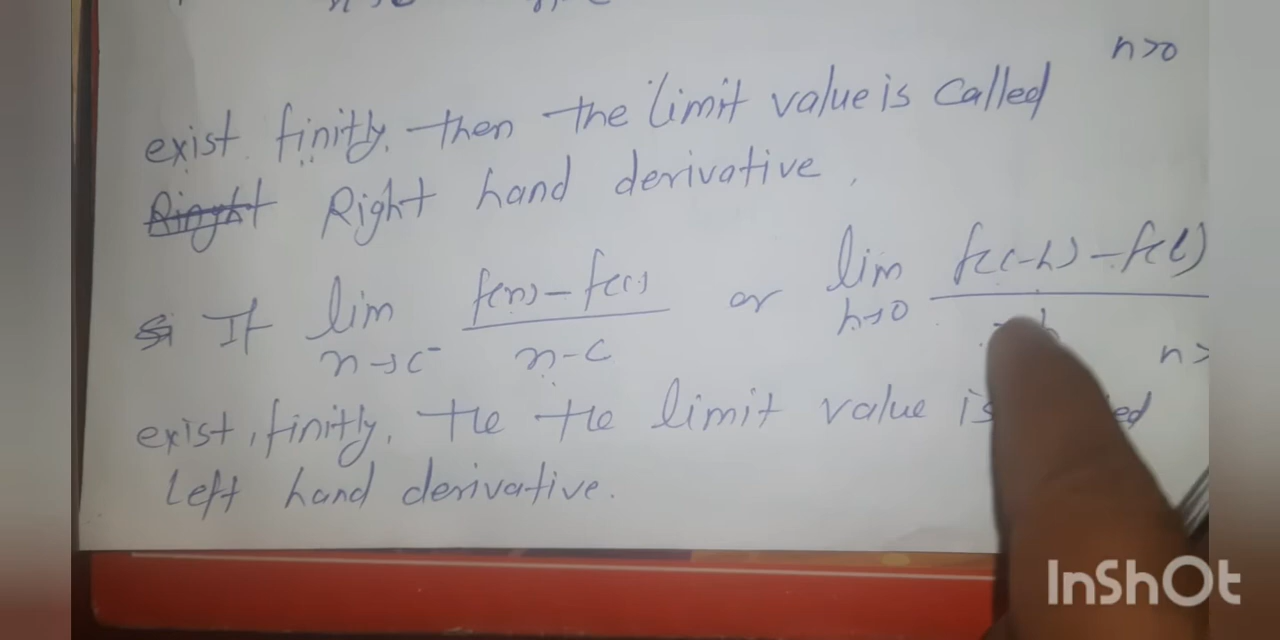 n>0
exist finitly, then the limit value is called
Right hand derivative.
If lim f(n) - f(c) or lim f(c-h) - f(c)
n→c⁻ n-c h→0 -h
n>
exist, finitly, the the limit value is
Left hand derivative.
InShOt